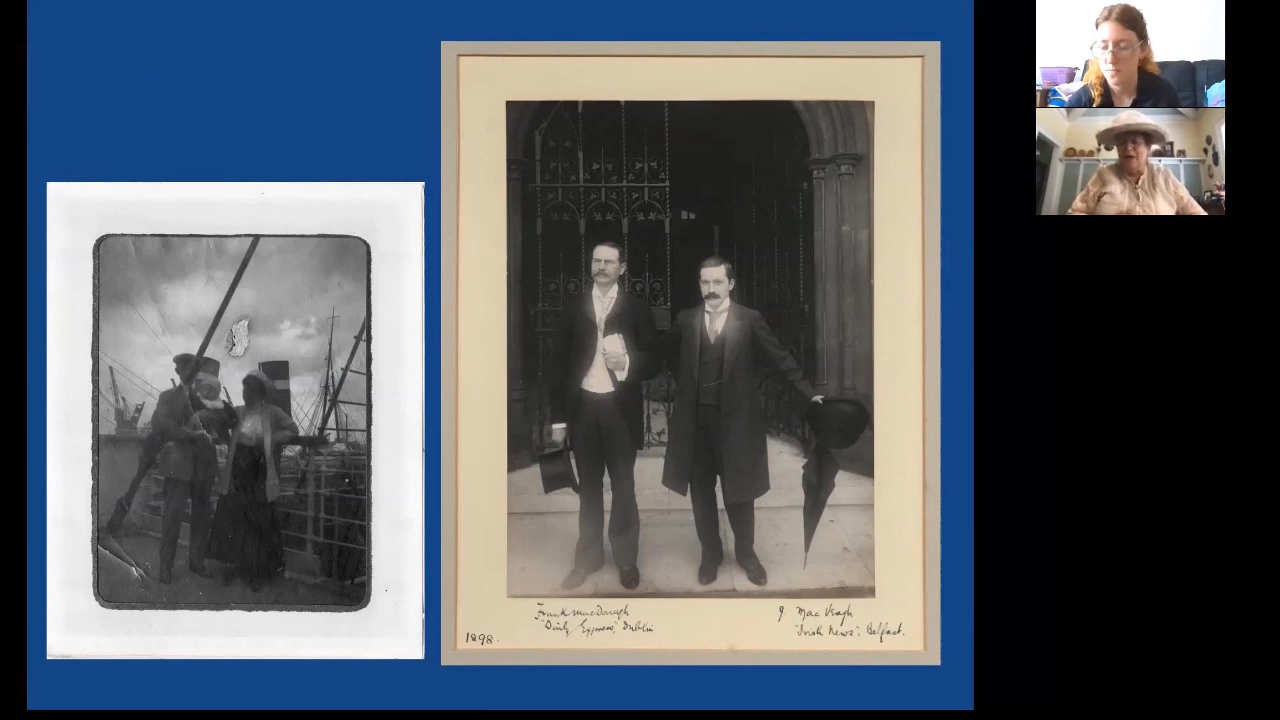 Frank MacDonagh
"Daily Express", Dublin
J. MacVeagh
"Irish News", Belfast.
1898.